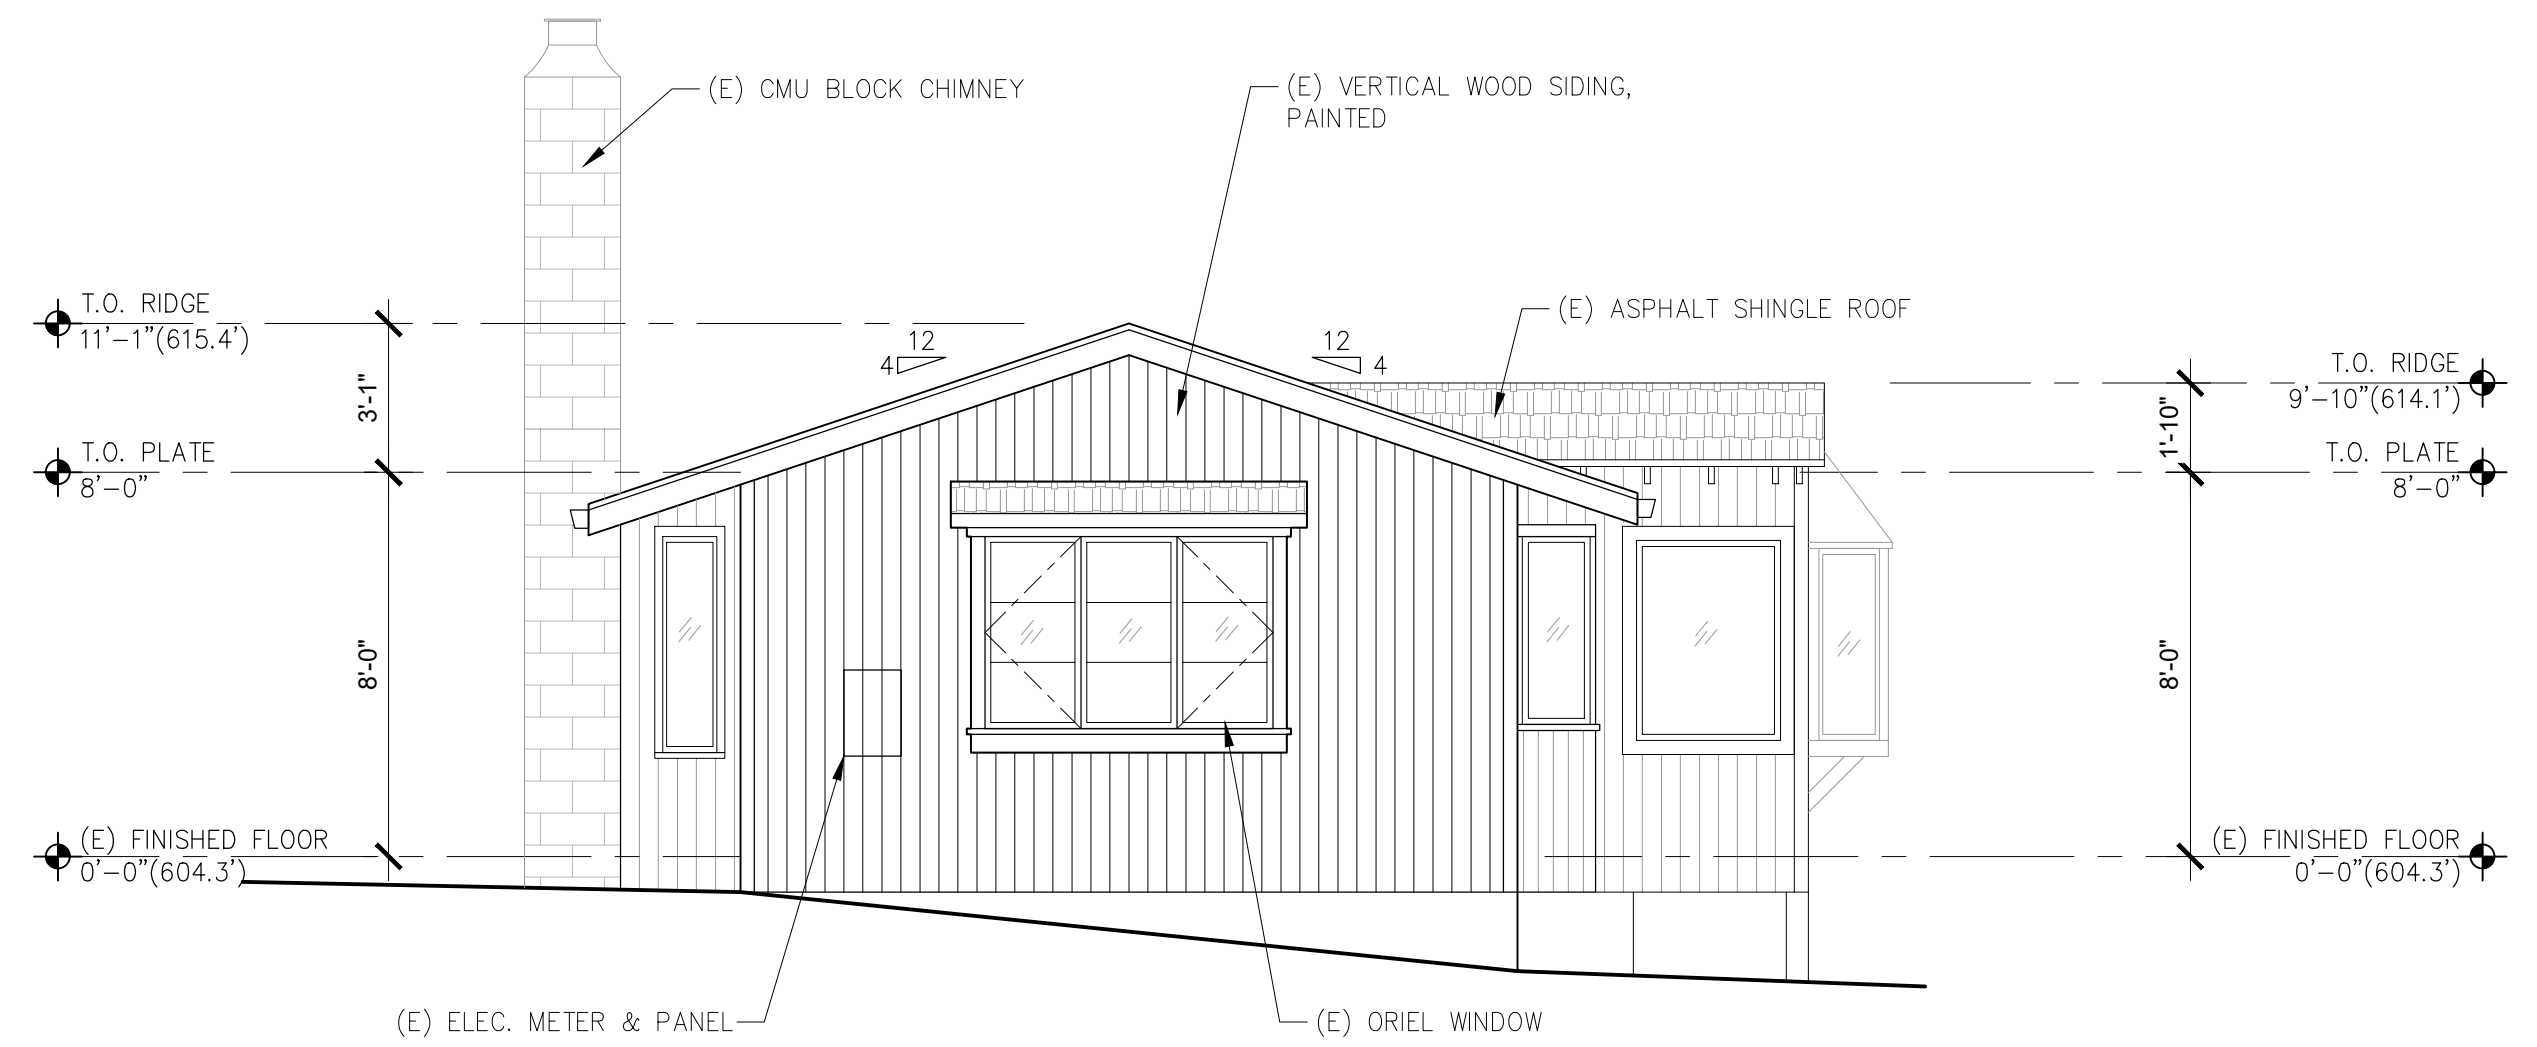 (E) CMU BLOCK CHIMNEY
(E) VERTICAL WOOD SIDING,
PAINTED
T.O. RIDGE
11'-1"(615.4')
3'-1"
T.O. PLATE
8'-0"
8'-0"
(E) FINISHED FLOOR
0'-0"(604.3')
12
4
12
4
(E) ASPHALT SHINGLE ROOF
T.O. RIDGE
9'-10"(614.1')
1'-10"
T.O. PLATE
8'-0"
8'-0"
(E) FINISHED FLOOR
0'-0"(604.3')
(E) ELEC. METER & PANEL
(E) ORIEL WINDOW